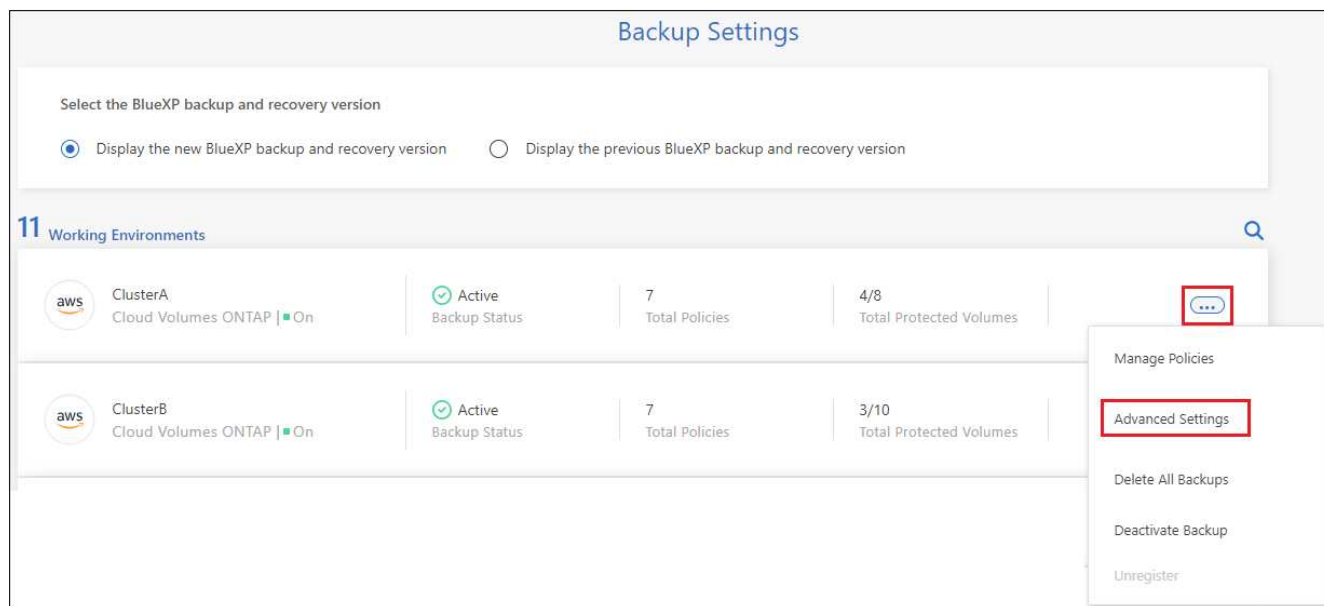 Backup Settings
Select the BlueXP backup and recovery version
Display the new BlueXP backup and recovery version
Display the previous BlueXP backup and recovery version
11 Working Environments
aws
ClusterA
Cloud Volumes ONTAP | On
Active
Backup Status
7
Total Policies
4/8
Total Protected Volumes
...
aws
ClusterB
Cloud Volumes ONTAP | On
Active
Backup Status
7
Total Policies
3/10
Total Protected Volumes
Manage Policies
Advanced Settings
Delete All Backups
Deactivate Backup
Unregister